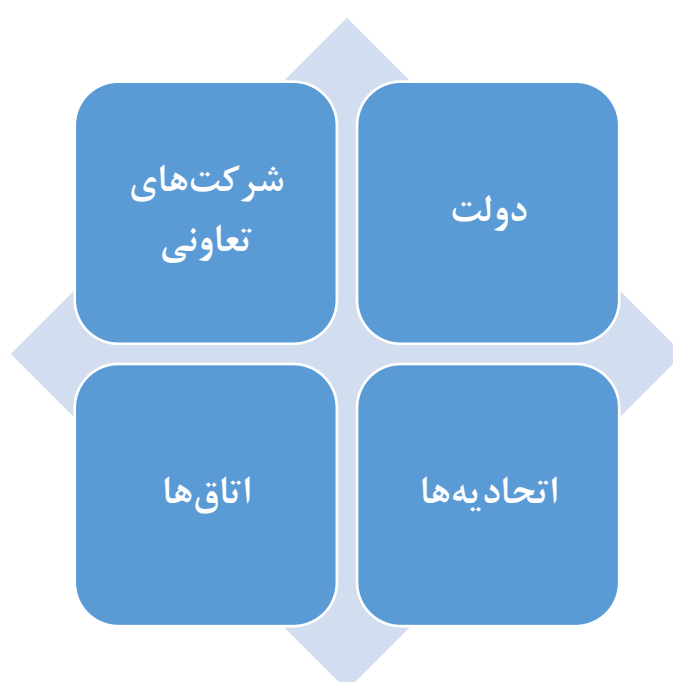 دولت
شرکت‌های
تعاونی
اتحادیه‌ها
اتاق‌ها